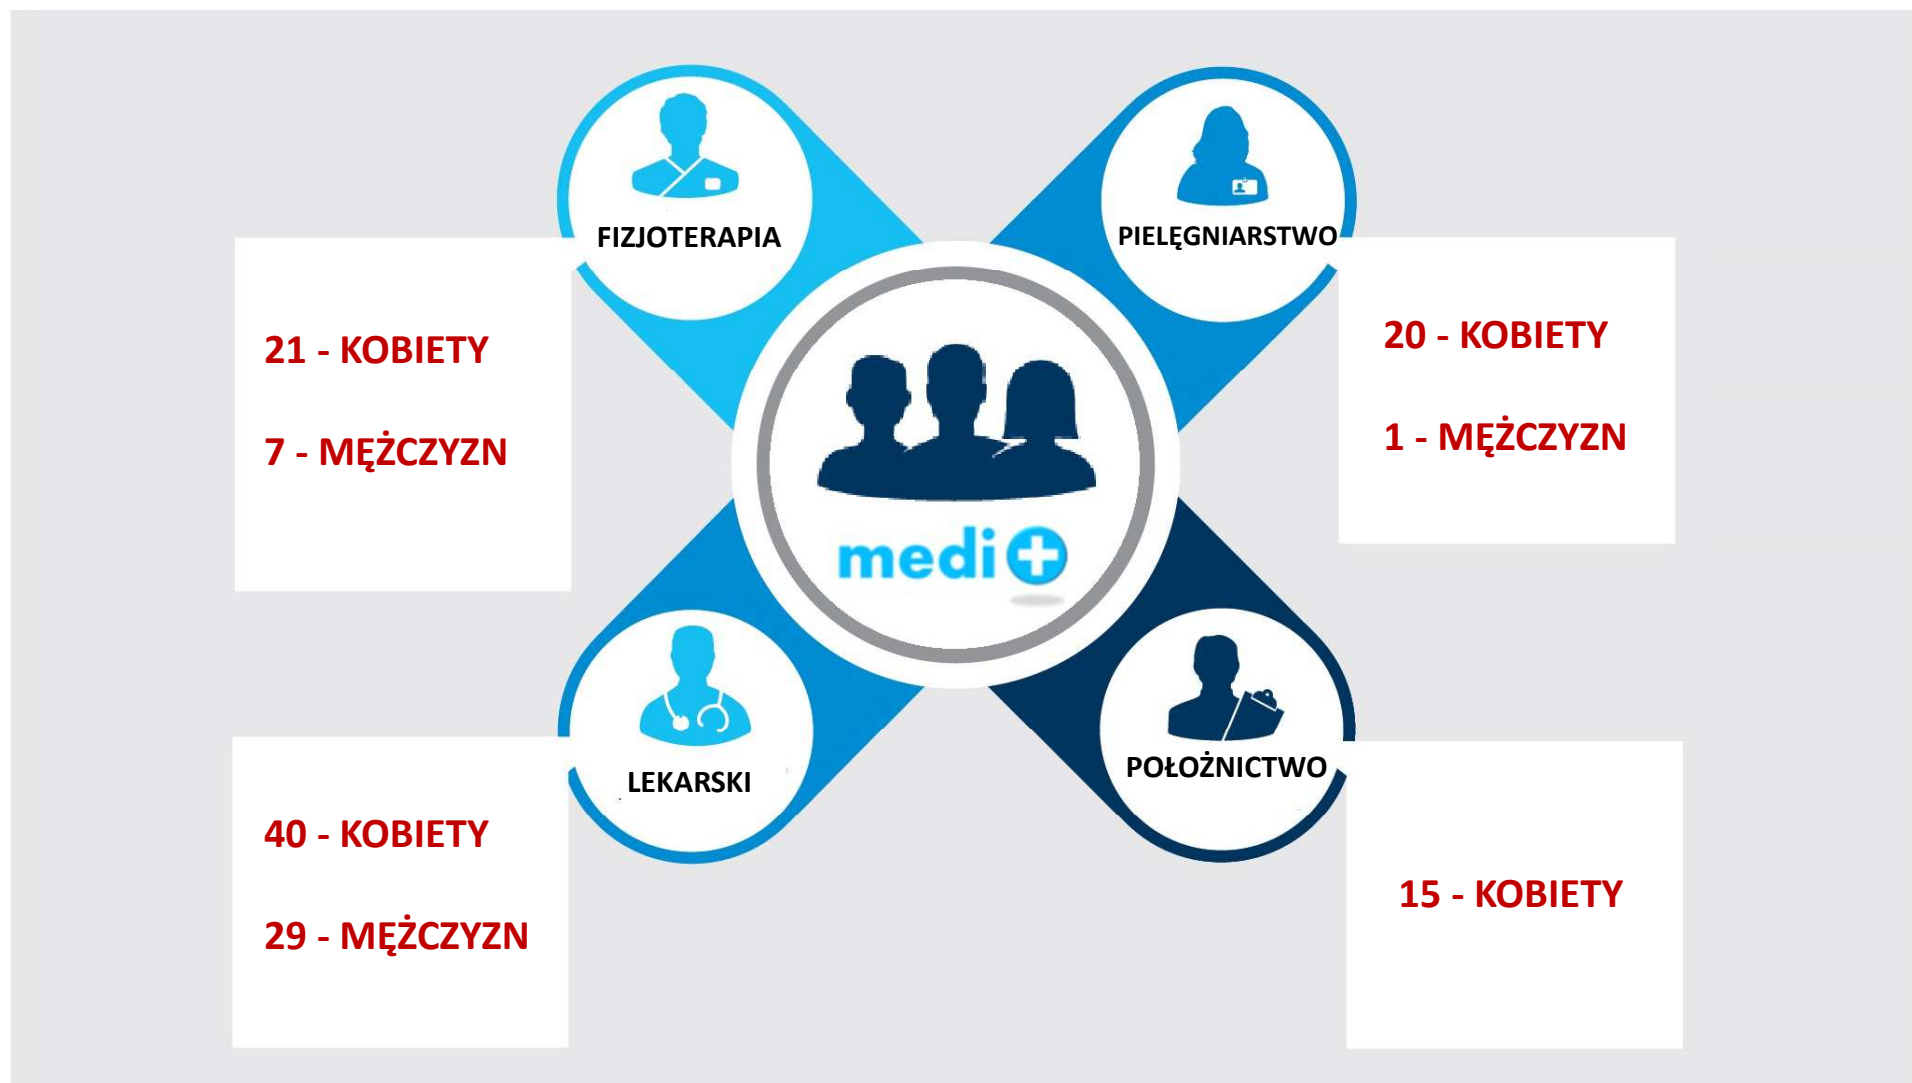 FIZJOTERAPIA
21 - KOBIETY
7 - MĘŻCZYZN
PIELĘGNIARSTWO
20 - KOBIETY
1 - MĘŻCZYZN
medi
LEKARSKI
40 - KOBIETY
29 - MĘŻCZYZN
POŁOŻNICTWO
15 - KOBIETY